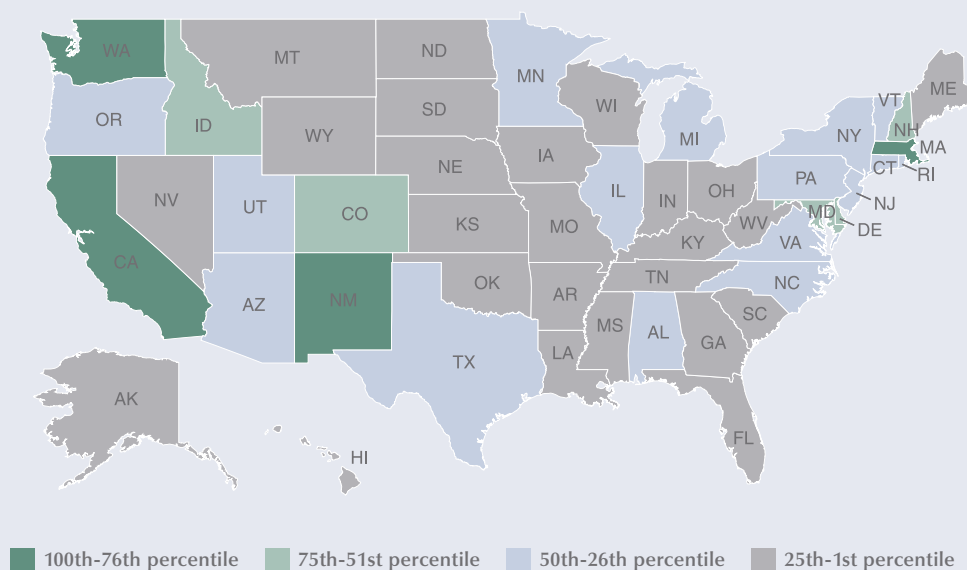 WA
MT
ND
MN
VT
ME
OR
ID
SD
WI
NH
NY
MA
WY
MI
CT
RI
IA
NE
PA
NJ
NV
UT
CO
IL
IN
OH
MD
DE
KS
MO
WV
VA
KY
CA
NC
TN
AZ
NM
OK
AR
SC
MS
AL
GA
TX
LA
AK
FL
HI
100th-76th percentile
75th-51st percentile
50th-26th percentile
25th-1st percentile